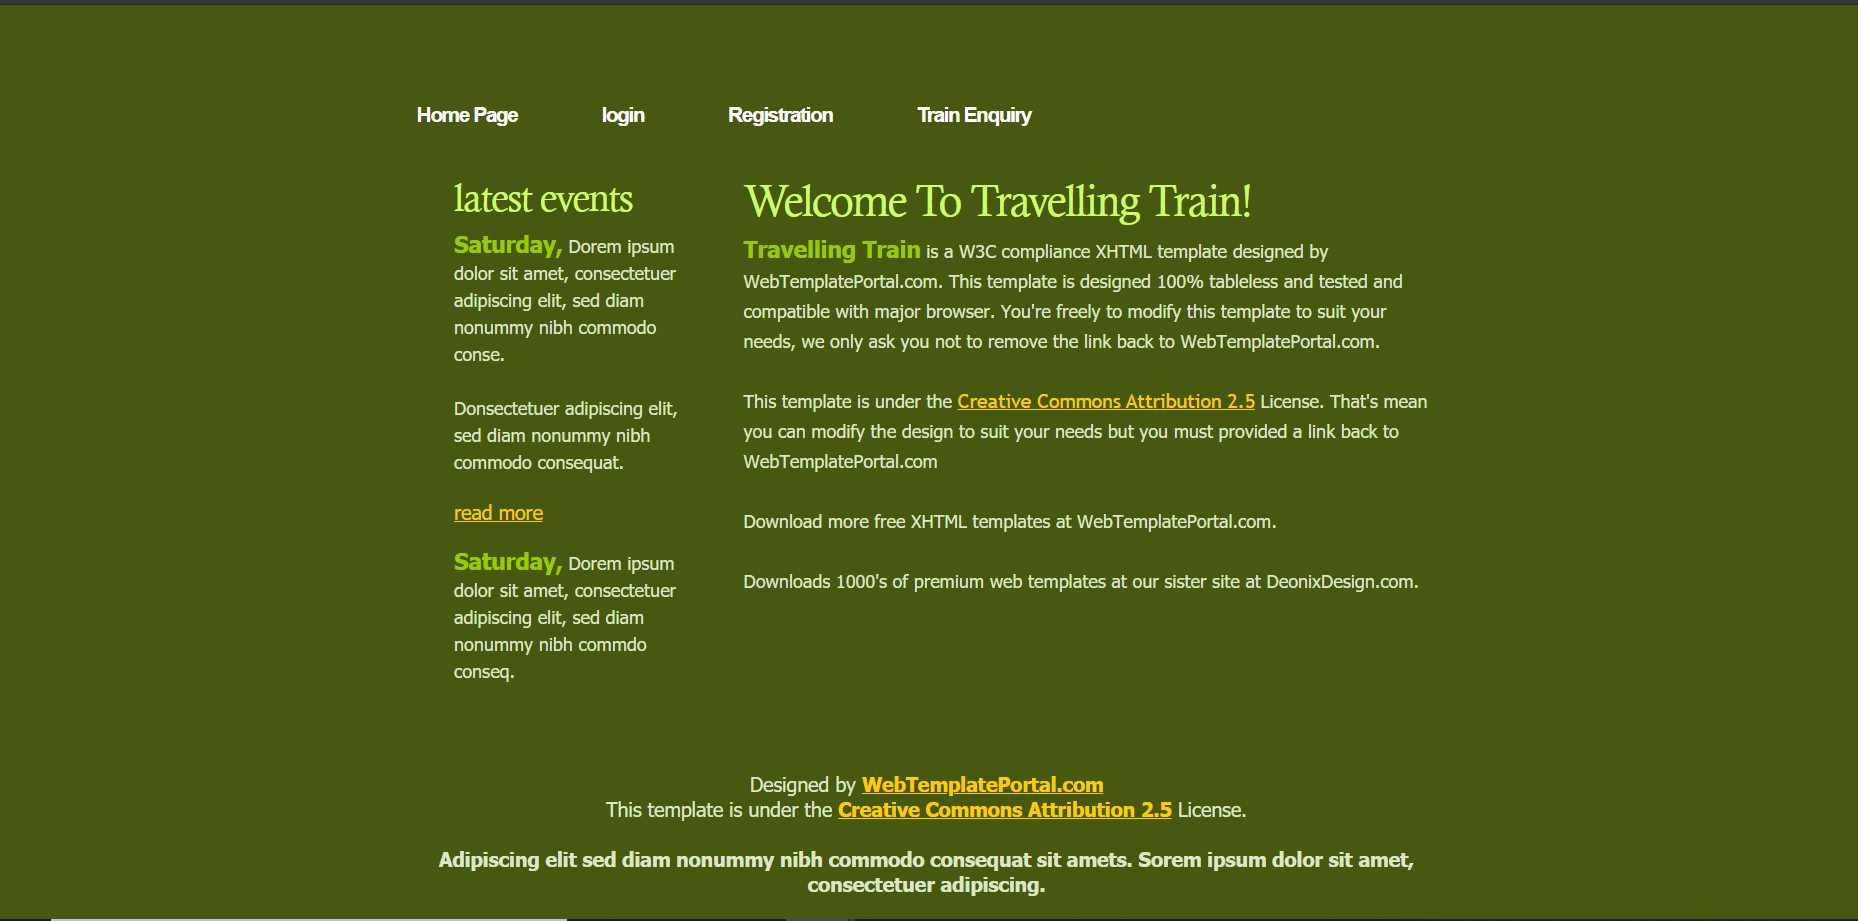 Home Page login Registration Train Enquiry
latest events
Saturday, Dorem ipsum
dolor sit amet, consectetuer
adipiscing elit, sed diam
nonummy nibh commodo
conse.
Donsectetuer adipiscing elit,
sed diam nonummy nibh
commodo consequat.
read more
Saturday, Dorem ipsum
dolor sit amet, consectetuer
adipiscing elit, sed diam
nonummy nibh commdo
conseq.
Welcome To Travelling Train!
Travelling Train is a W3C compliance XHTML template designed by
WebTemplatePortal.com. This template is designed 100% tableless and tested and
compatible with major browser. You're freely to modify this template to suit your
needs, we only ask you not to remove the link back to WebTemplatePortal.com.
This template is under the Creative Commons Attribution 2.5 License. That's mean
you can modify the design to suit your needs but you must provided a link back to
WebTemplatePortal.com
Download more free XHTML templates at WebTemplatePortal.com.
Downloads 1000's of premium web templates at our sister site at DeonixDesign.com.
Designed by WebTemplatePortal.com
This template is under the Creative Commons Attribution 2.5 License.
Adipiscing elit sed diam nonummy nibh commodo consequat sit amets. Sorem ipsum dolor sit amet,
consectetuer adipiscing.